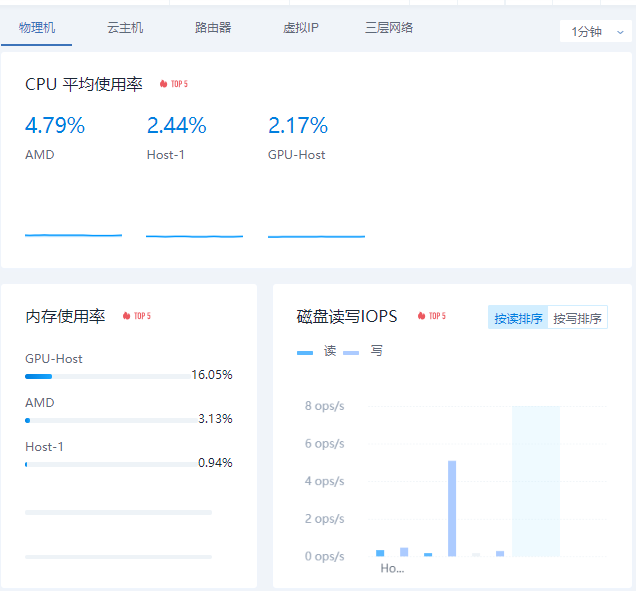 物理机 云主机 路由器 虚拟IP 三层网络 1分钟
CPU 平均使用率 TOP 5
4.79% 2.44% 2.17%
AMD Host-1 GPU-Host
内存使用率 TOP 5
GPU-Host
16.05%
AMD
3.13%
Host-1
0.94%
磁盘读写IOPS TOP 5 按读排序 按写排序
读 写
8 ops/s
6 ops/s
4 ops/s
2 ops/s
0 ops/s
Ho...